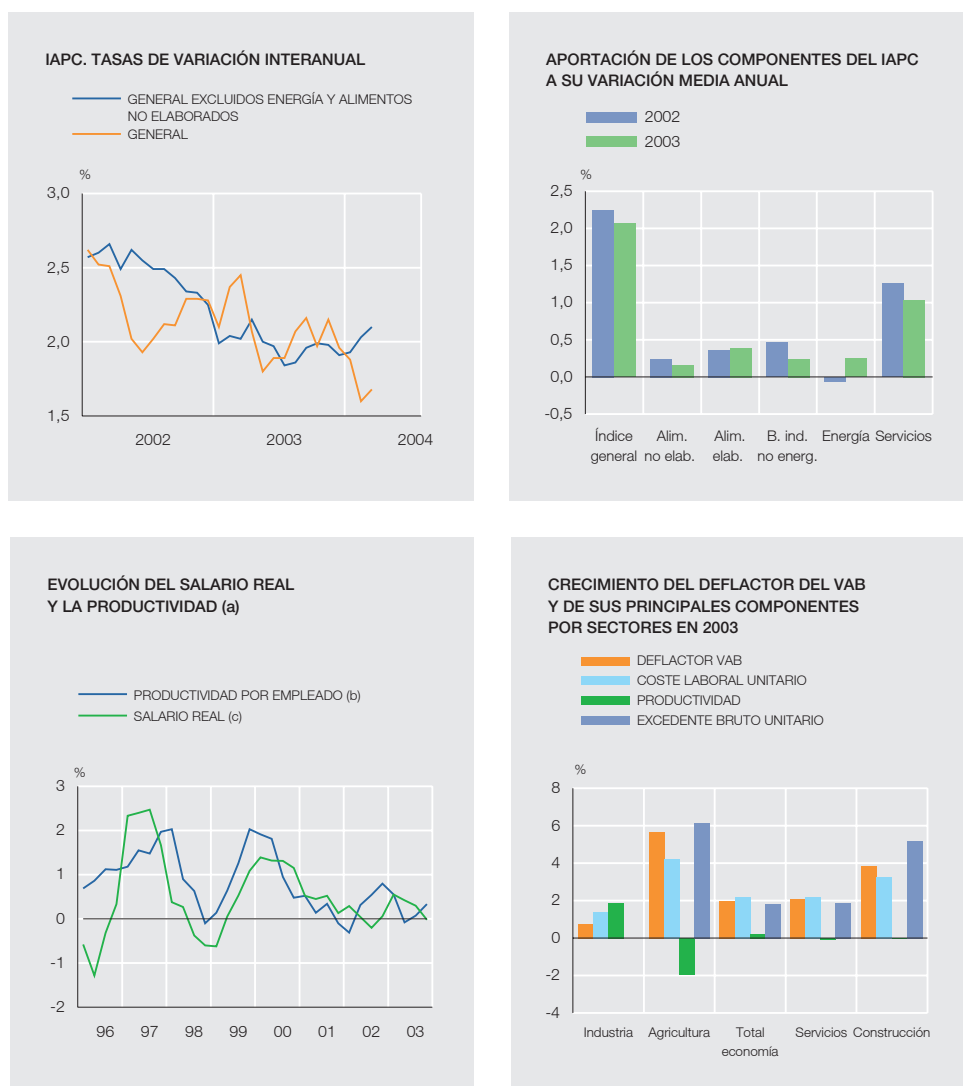 IAPC. TASAS DE VARIACIÓN INTERANUAL
GENERAL EXCLUIDOS ENERGÍA Y ALIMENTOS
NO ELABORADOS
GENERAL
%
3,0
2,5
2,0
1,5
2002
2003
2004
APORTACIÓN DE LOS COMPONENTES DEL IAPC
A SU VARIACIÓN MEDIA ANUAL
2002
2003
%
2,5
2,0
1,5
1,0
0,5
0,0
-0,5
Índice
general
Alim.
no elab.
Alim.
elab.
B. ind.
no energ.
Energía
Servicios
EVOLUCIÓN DEL SALARIO REAL
Y LA PRODUCTIVIDAD (a)
PRODUCTIVIDAD POR EMPLEADO (b)
SALARIO REAL (c)
%
3
2
1
0
-1
-2
96
97
98
99
00
01
02
03
CRECIMIENTO DEL DEFLACTOR DEL VAB
Y DE SUS PRINCIPALES COMPONENTES
POR SECTORES EN 2003
DEFLACTOR VAB
COSTE LABORAL UNITARIO
PRODUCTIVIDAD
EXCEDENTE BRUTO UNITARIO
%
8
6
4
2
0
-2
-4
Industria
Agricultura
Total
economía
Servicios
Construcción